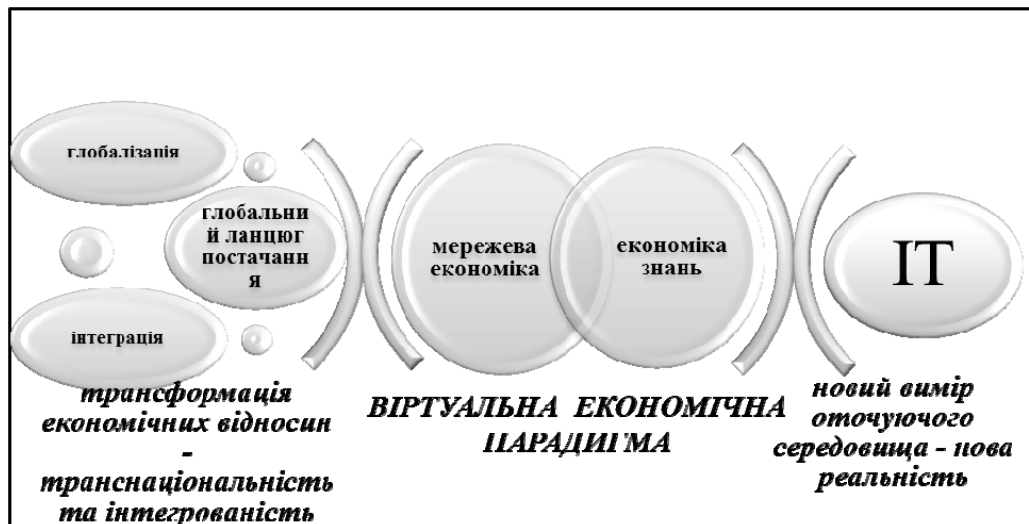 глобалізація
глобальни
й ланцюг
постачанн
я
інтеграція
мережева
економіка
економіка
знань
ІТ
трансформація
економічних відносин
-
транснаціональність
та інтегрованість
ВІРТУАЛЬНА ЕКОНОМІЧНА
ПАРАДИГМА
новий вимір
оточуючого
середовища - нова
реальність